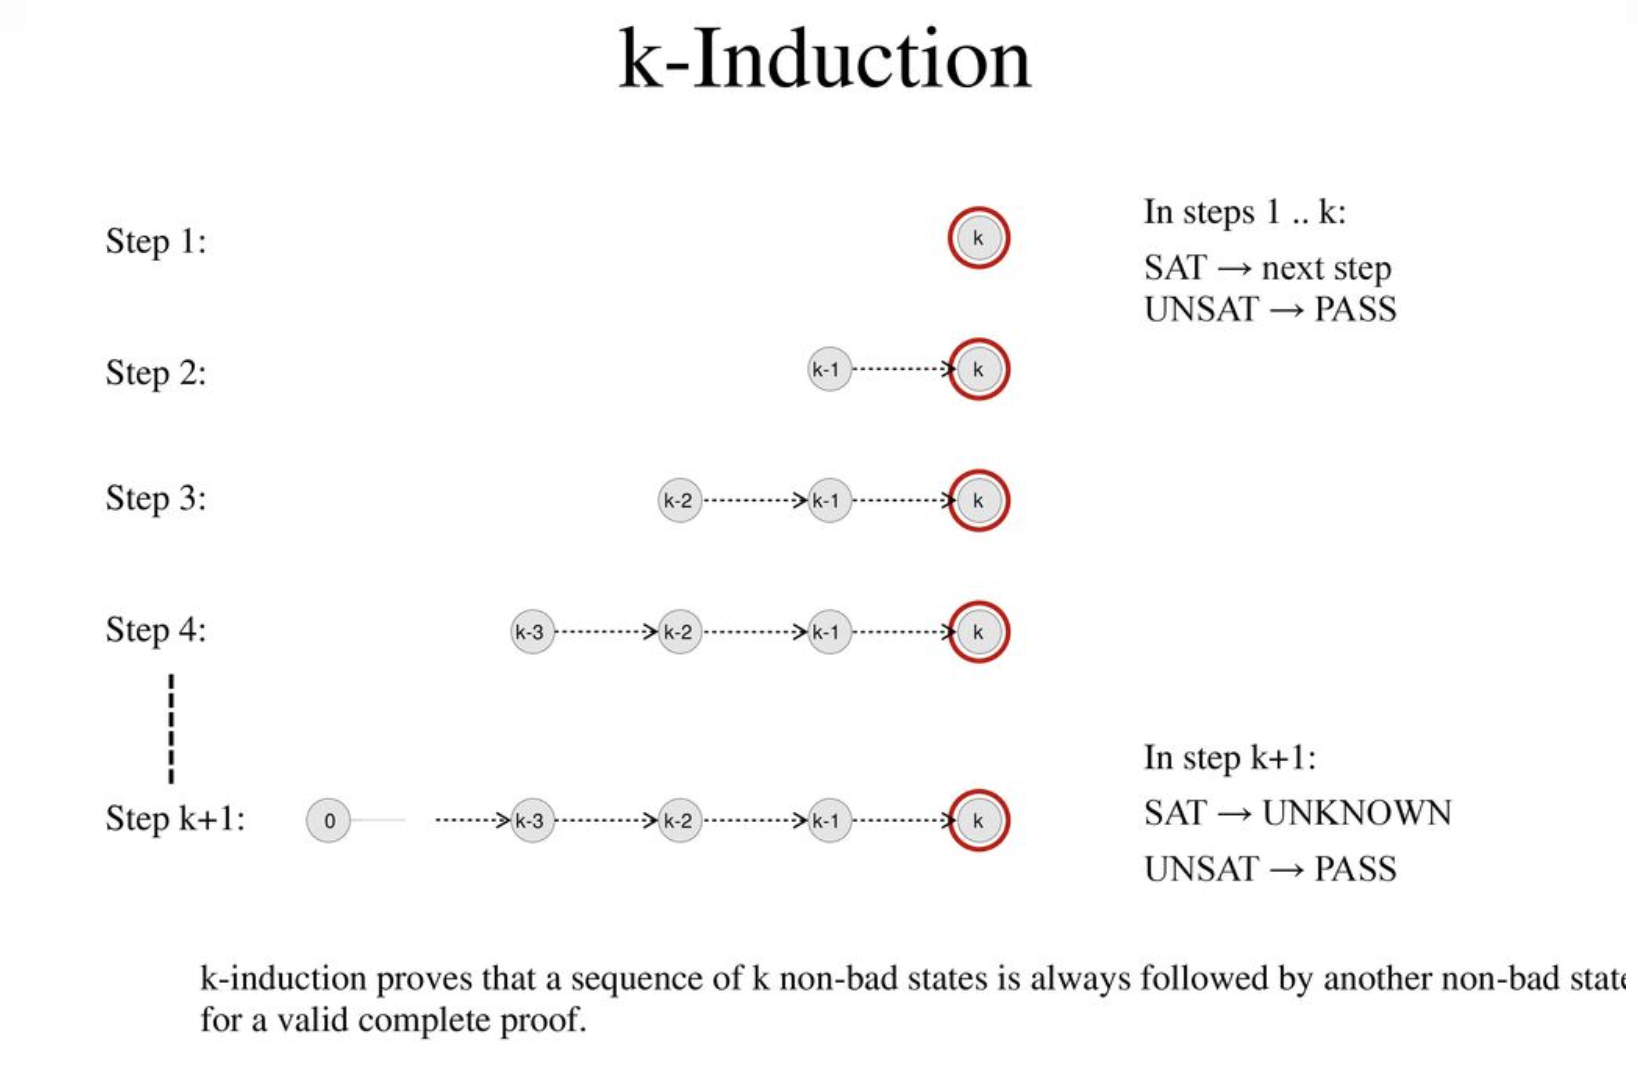 k-Induction
Step 1:
k
In steps 1 .. k:
SAT → next step
UNSAT → PASS
Step 2:
k-1
k
Step 3:
k-2
k-1
k
Step 4:
k-3
k-2
k-1
k
Step k+1:
0
k-3
k-2
k-1
k
In step k+1:
SAT → UNKNOWN
UNSAT → PASS
k-induction proves that a sequence of k non-bad states is always followed by another non-bad state
for a valid complete proof.